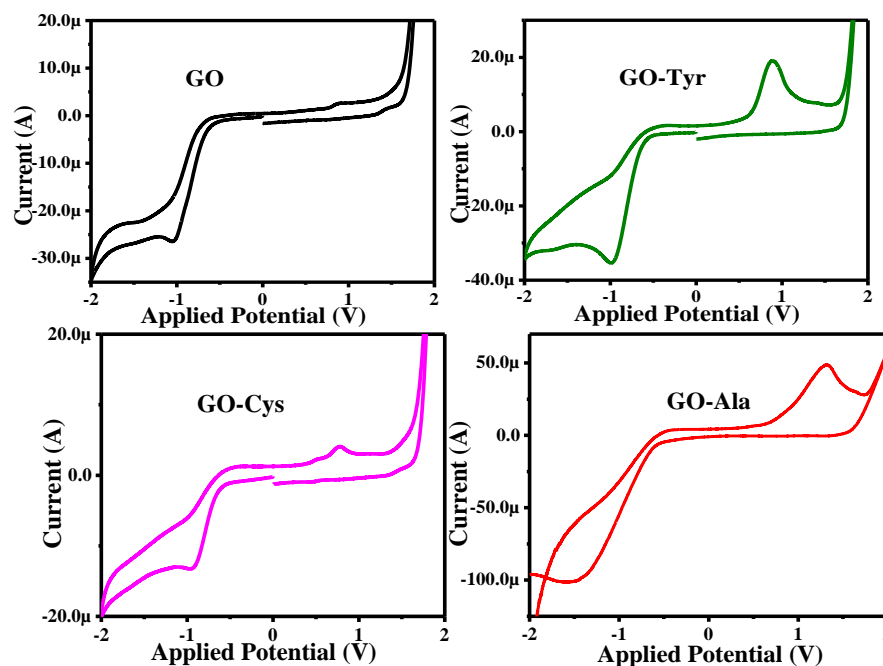 GO
20.0µ
10.0µ
0.0
-10.0µ
-20.0µ
-30.0µ
Current (A)
-2
-1
0
1
2
Applied Potential (V)
GO-Tyr
30.0µ
0.0
-40.0µ
Current (A)
-2
-1
0
1
2
Applied Potential (V)
GO-Cys
20.0µ
0.0
-20.0µ
Current (A)
-2
-1
0
1
2
Applied Potential (V)
GO-Ala
50.0µ
0.0
-50.0µ
-100.0µ
Current (A)
-2
-1
0
1
Applied Potential (V)